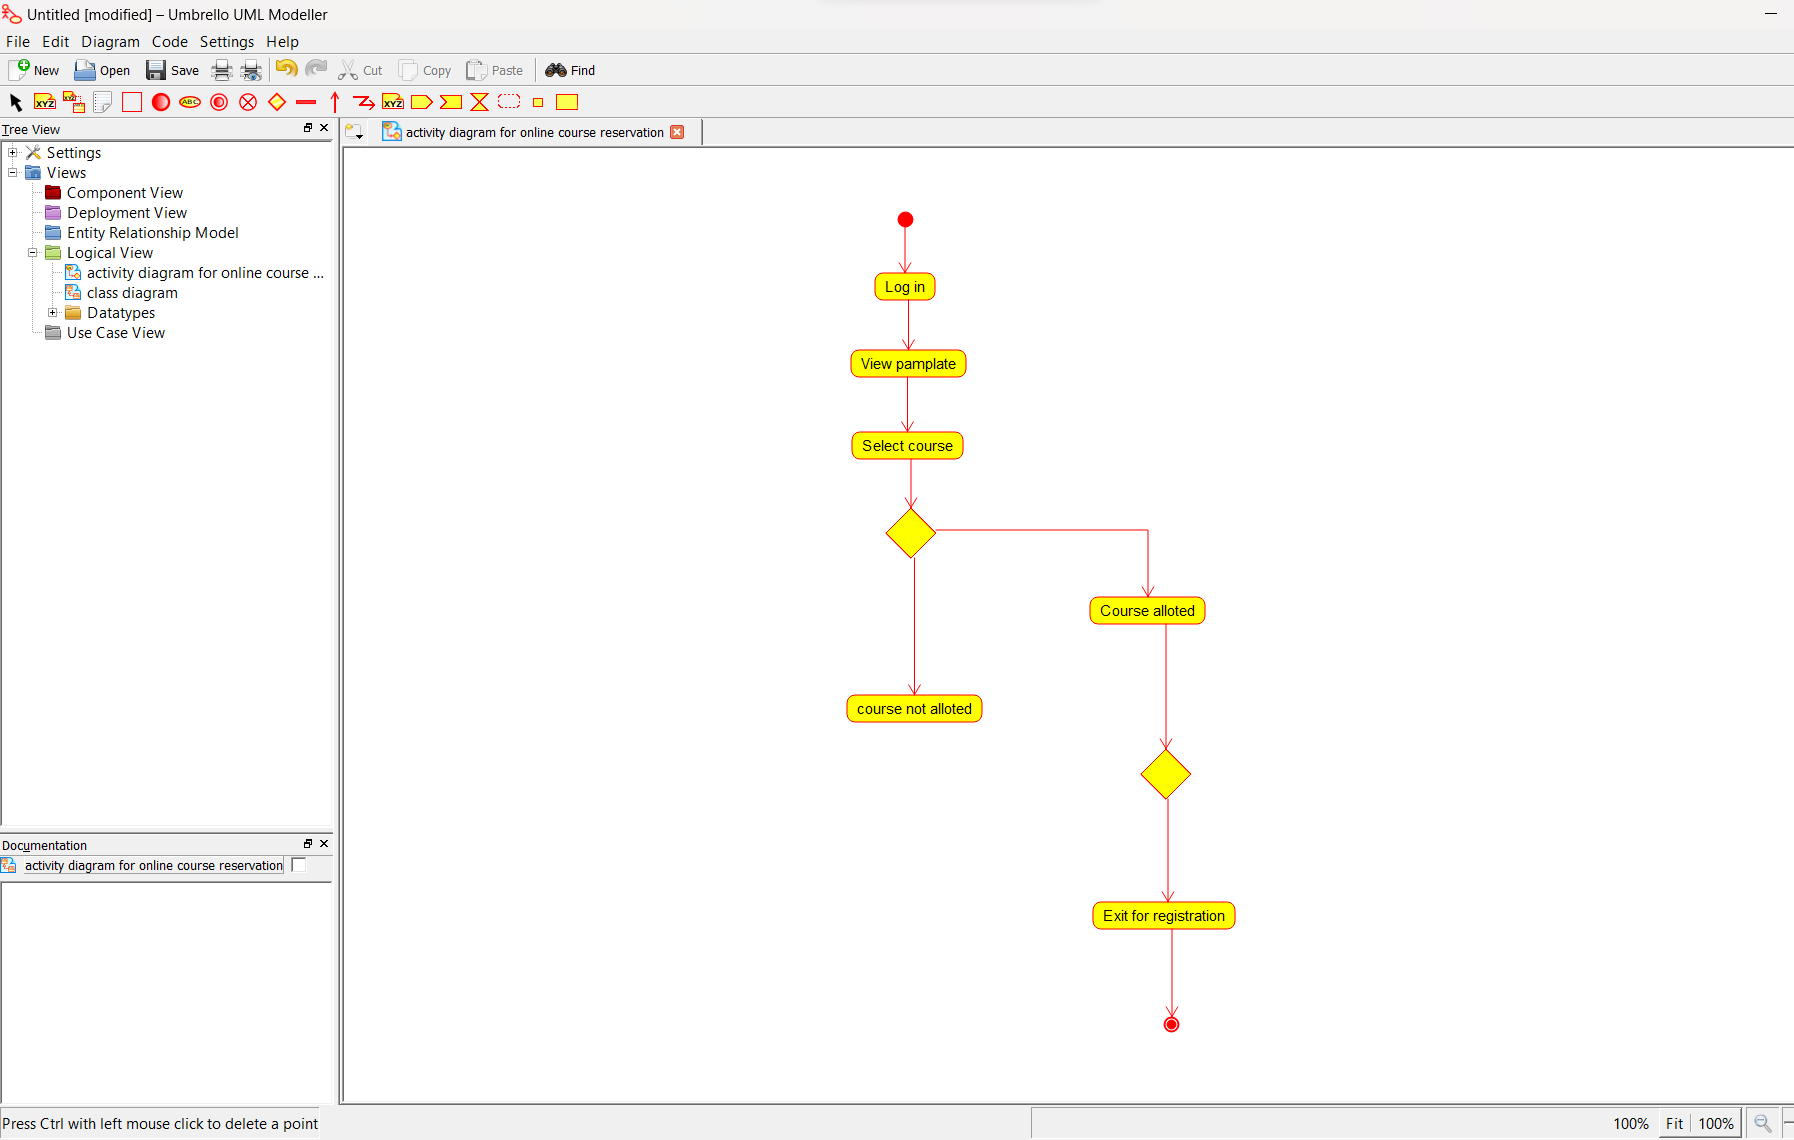 Untitled [modified] – Umbrello UML Modeller
File Edit Diagram Code Settings Help
New Open Save Cut Copy Paste Find
XYZ XYZ ABC XYZ
Tree View
activity diagram for online course reservation
Settings
Views
Component View
Deployment View
Entity Relationship Model
Logical View
activity diagram for online course ...
class diagram
Datatypes
Use Case View
Log in
View pamplate
Select course
Course alloted
course not alloted
Exit for registration
Documentation
activity diagram for online course reservation
Press Ctrl with left mouse click to delete a point
100% Fit 100%